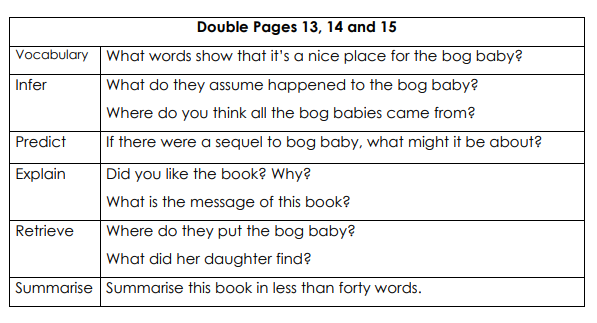 Double Pages 13, 14 and 15
Vocabulary What words show that it's a nice place for the bog baby?
Infer What do they assume happened to the bog baby?
Where do you think all the bog babies came from?
Predict If there were a sequel to bog baby, what might it be about?
Explain Did you like the book? Why?
What is the message of this book?
Retrieve Where do they put the bog baby?
What did her daughter find?
Summarise Summarise this book in less than forty words.